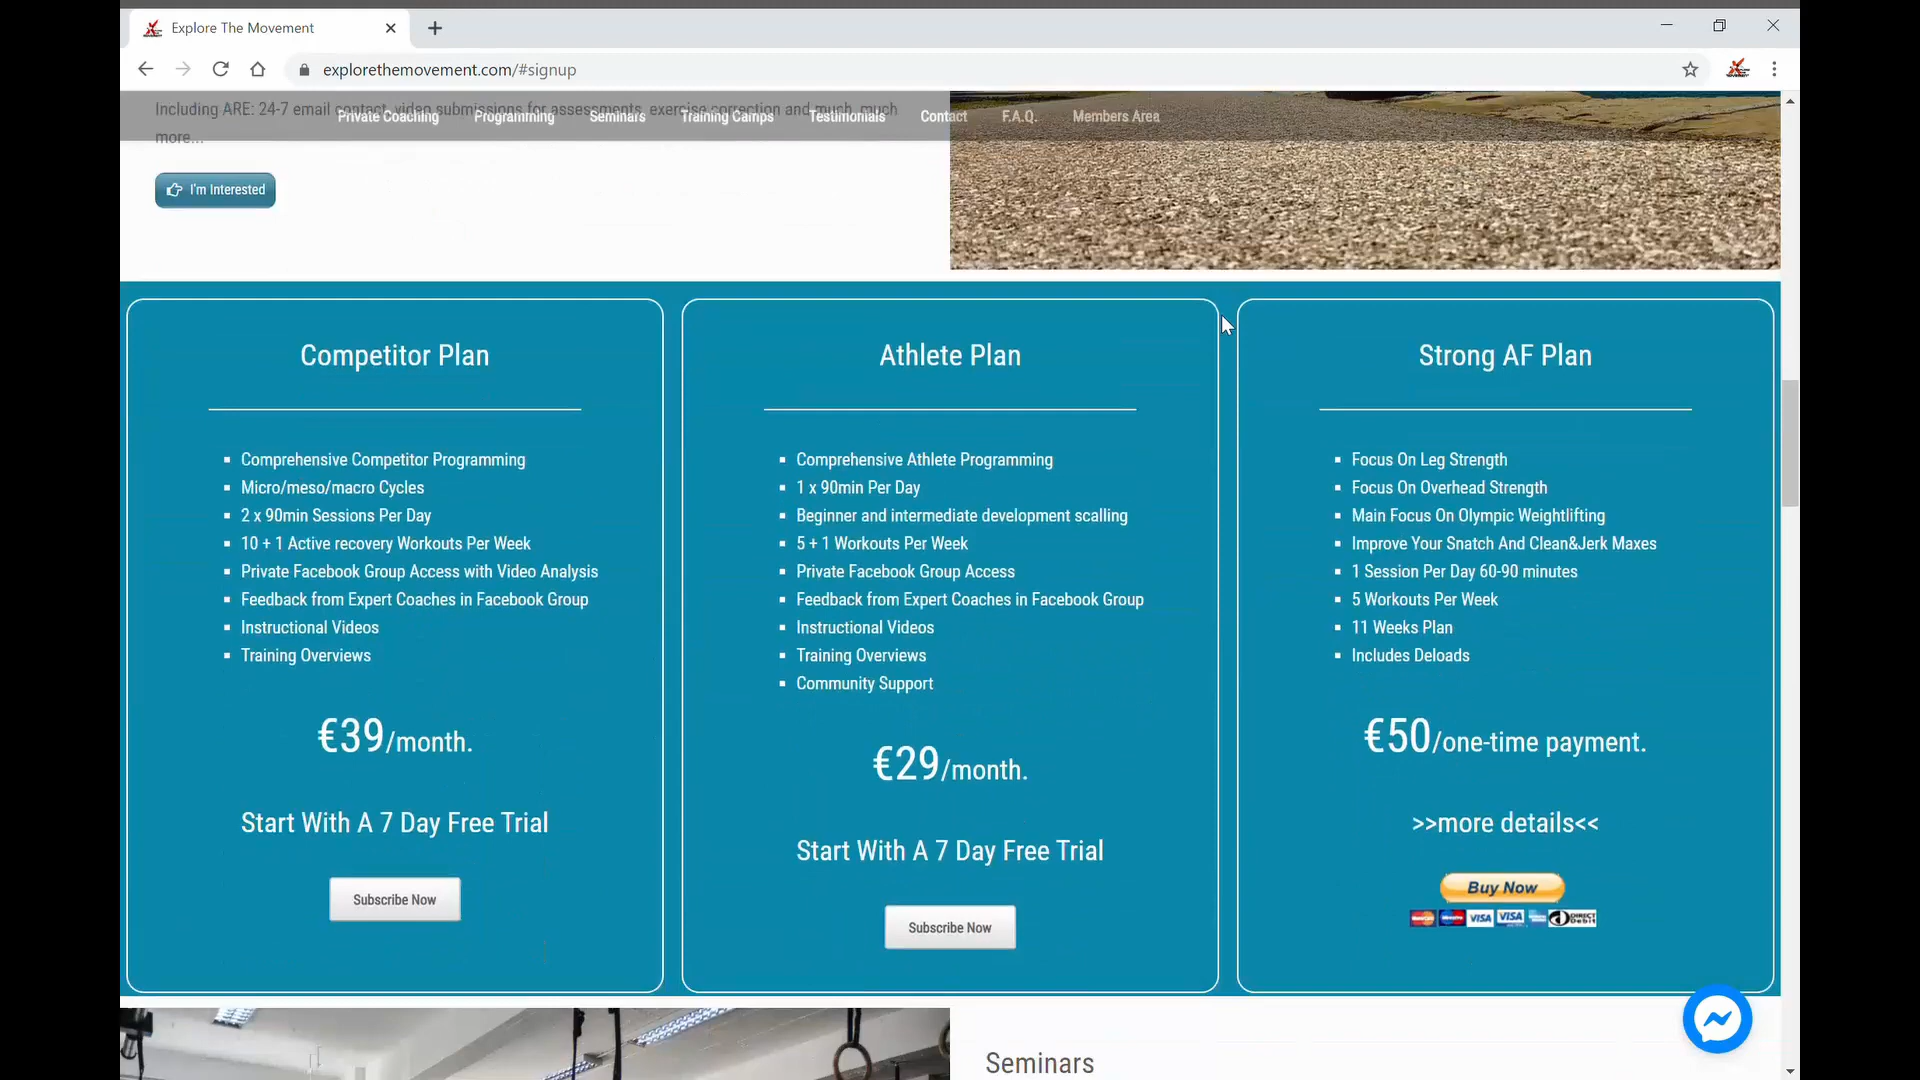 Explore The Movement
explorethemovement.com/#signup
Including ARE: 24-7 email contact, video submissions for assessments, exercise correction and much, much
more...
Private Coaching Programming Seminars Training Camps Testimonials Contact F.A.Q. Members Area
I'm Interested
Competitor Plan
Comprehensive Competitor Programming
Micro/meso/macro Cycles
2 x 90min Sessions Per Day
10 + 1 Active recovery Workouts Per Week
Private Facebook Group Access with Video Analysis
Feedback from Expert Coaches in Facebook Group
Instructional Videos
Training Overviews
€39/month.
Start With A 7 Day Free Trial
Subscribe Now
Athlete Plan
Comprehensive Athlete Programming
1 x 90min Per Day
Beginner and intermediate development scalling
5 + 1 Workouts Per Week
Private Facebook Group Access
Feedback from Expert Coaches in Facebook Group
Instructional Videos
Training Overviews
Community Support
€29/month.
Start With A 7 Day Free Trial
Subscribe Now
Strong AF Plan
Focus On Leg Strength
Focus On Overhead Strength
Main Focus On Olympic Weightlifting
Improve Your Snatch And Clean&Jerk Maxes
1 Session Per Day 60-90 minutes
5 Workouts Per Week
11 Weeks Plan
Includes Deloads
€50/one-time payment.
>>more details<<
Buy Now
VISA VISA DIRECT
Debit
Seminars